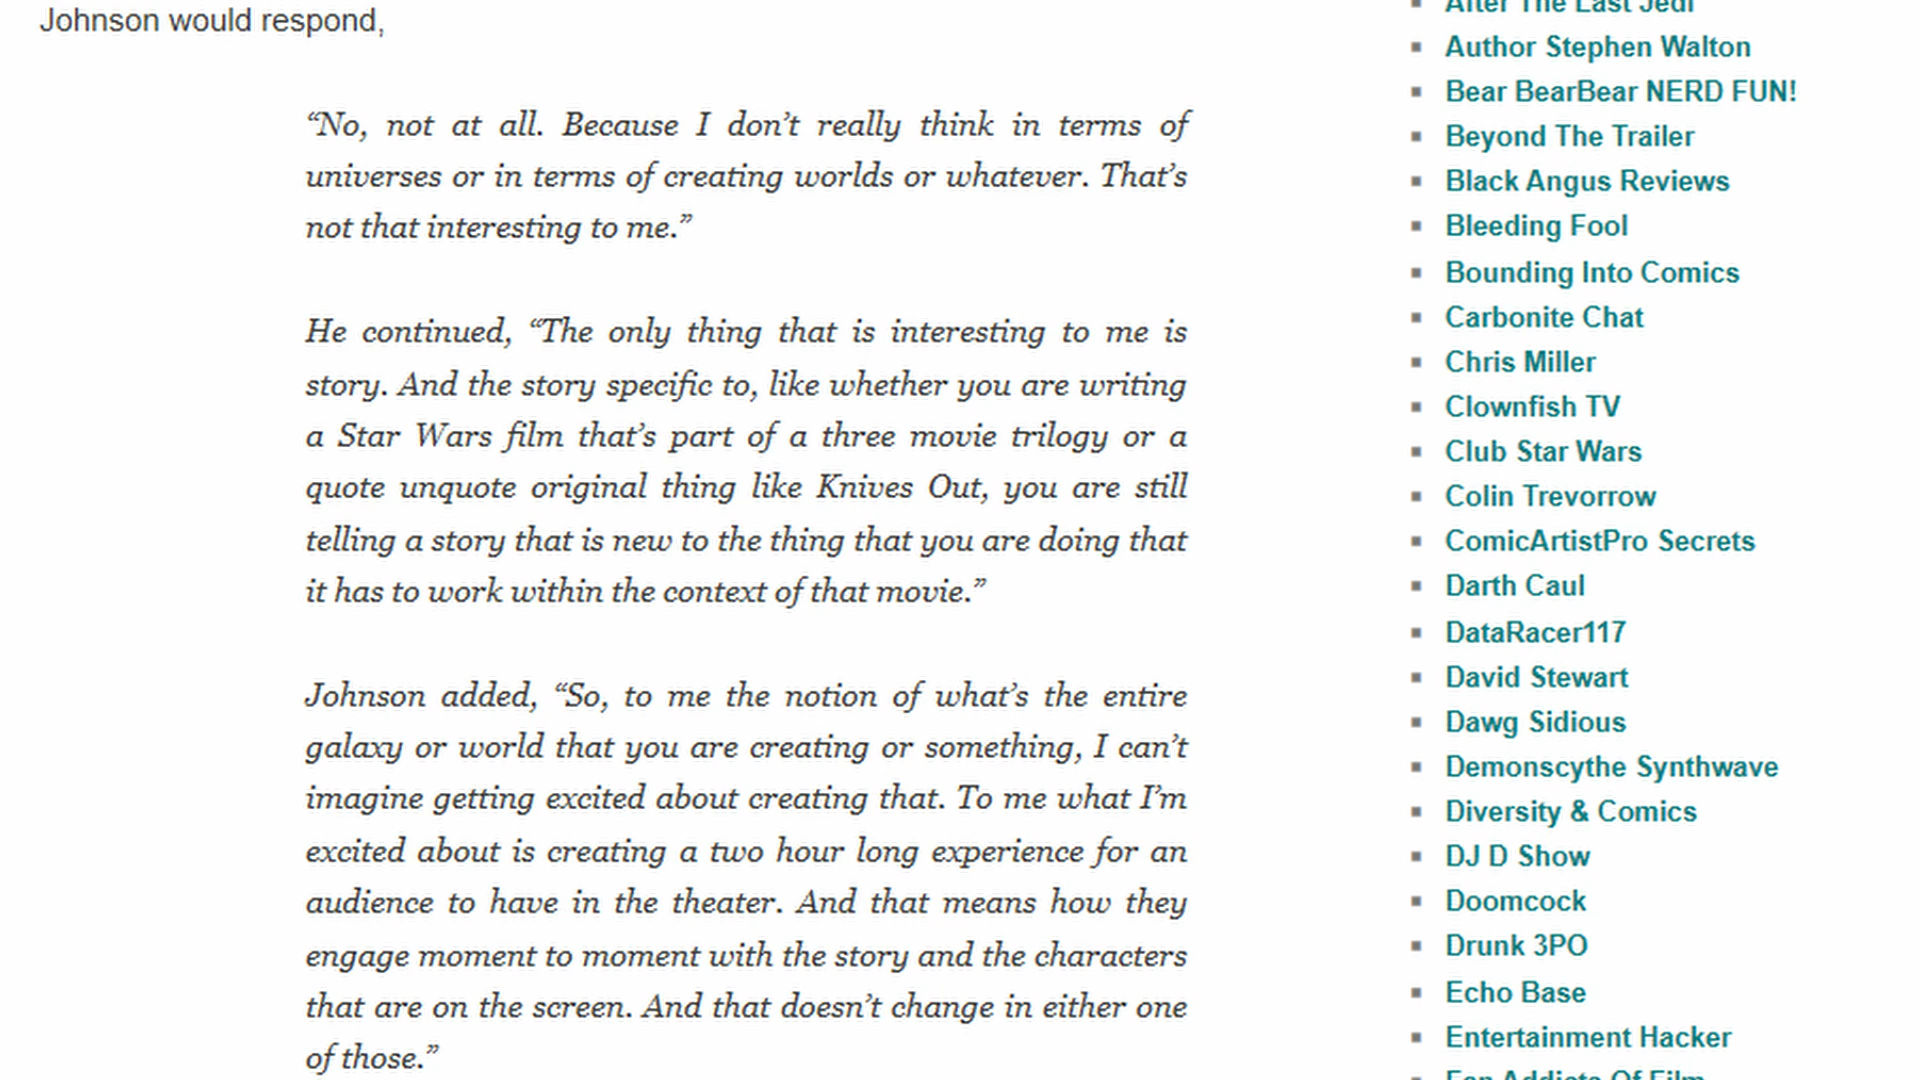 Johnson would respond,
“No, not at all. Because I don’t really think in terms of
universes or in terms of creating worlds or whatever. That’s
not that interesting to me.”
He continued, “The only thing that is interesting to me is
story. And the story specific to, like whether you are writing
a Star Wars film that’s part of a three movie trilogy or a
quote unquote original thing like Knives Out, you are still
telling a story that is new to the thing that you are doing that
it has to work within the context of that movie.”
Johnson added, “So, to me the notion of what’s the entire
galaxy or world that you are creating or something, I can’t
imagine getting excited about creating that. To me what I’m
excited about is creating a two hour long experience for an
audience to have in the theater. And that means how they
engage moment to moment with the story and the characters
that are on the screen. And that doesn’t change in either one
of those.”
After The Last Jedi
Author Stephen Walton
Bear BearBear NERD FUN!
Beyond The Trailer
Black Angus Reviews
Bleeding Fool
Bounding Into Comics
Carbonite Chat
Chris Miller
Clownfish TV
Club Star Wars
Colin Trevorrow
ComicArtistPro Secrets
Darth Caul
DataRacer117
David Stewart
Dawg Sidious
Demonscythe Synthwave
Diversity & Comics
DJ D Show
Doomcock
Drunk 3PO
Echo Base
Entertainment Hacker
Fan Addicts Of Film